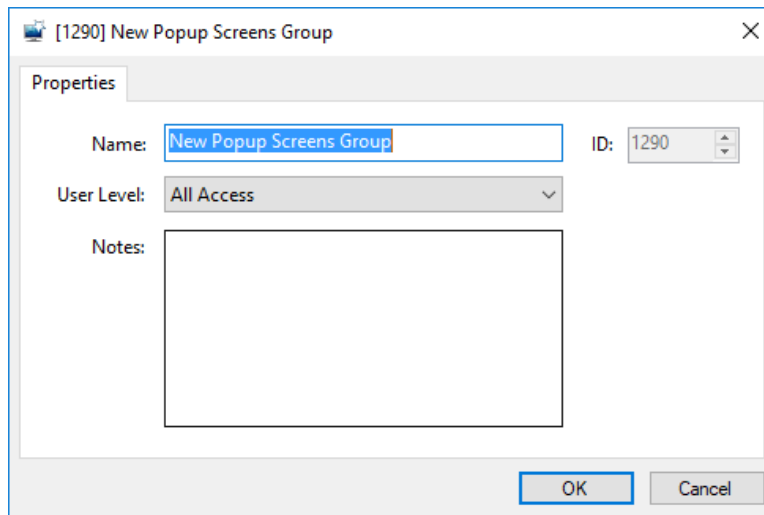 [1290] New Popup Screens Group
Properties
Name: New Popup Screens Group ID: 1290
User Level: All Access
Notes:
OK Cancel